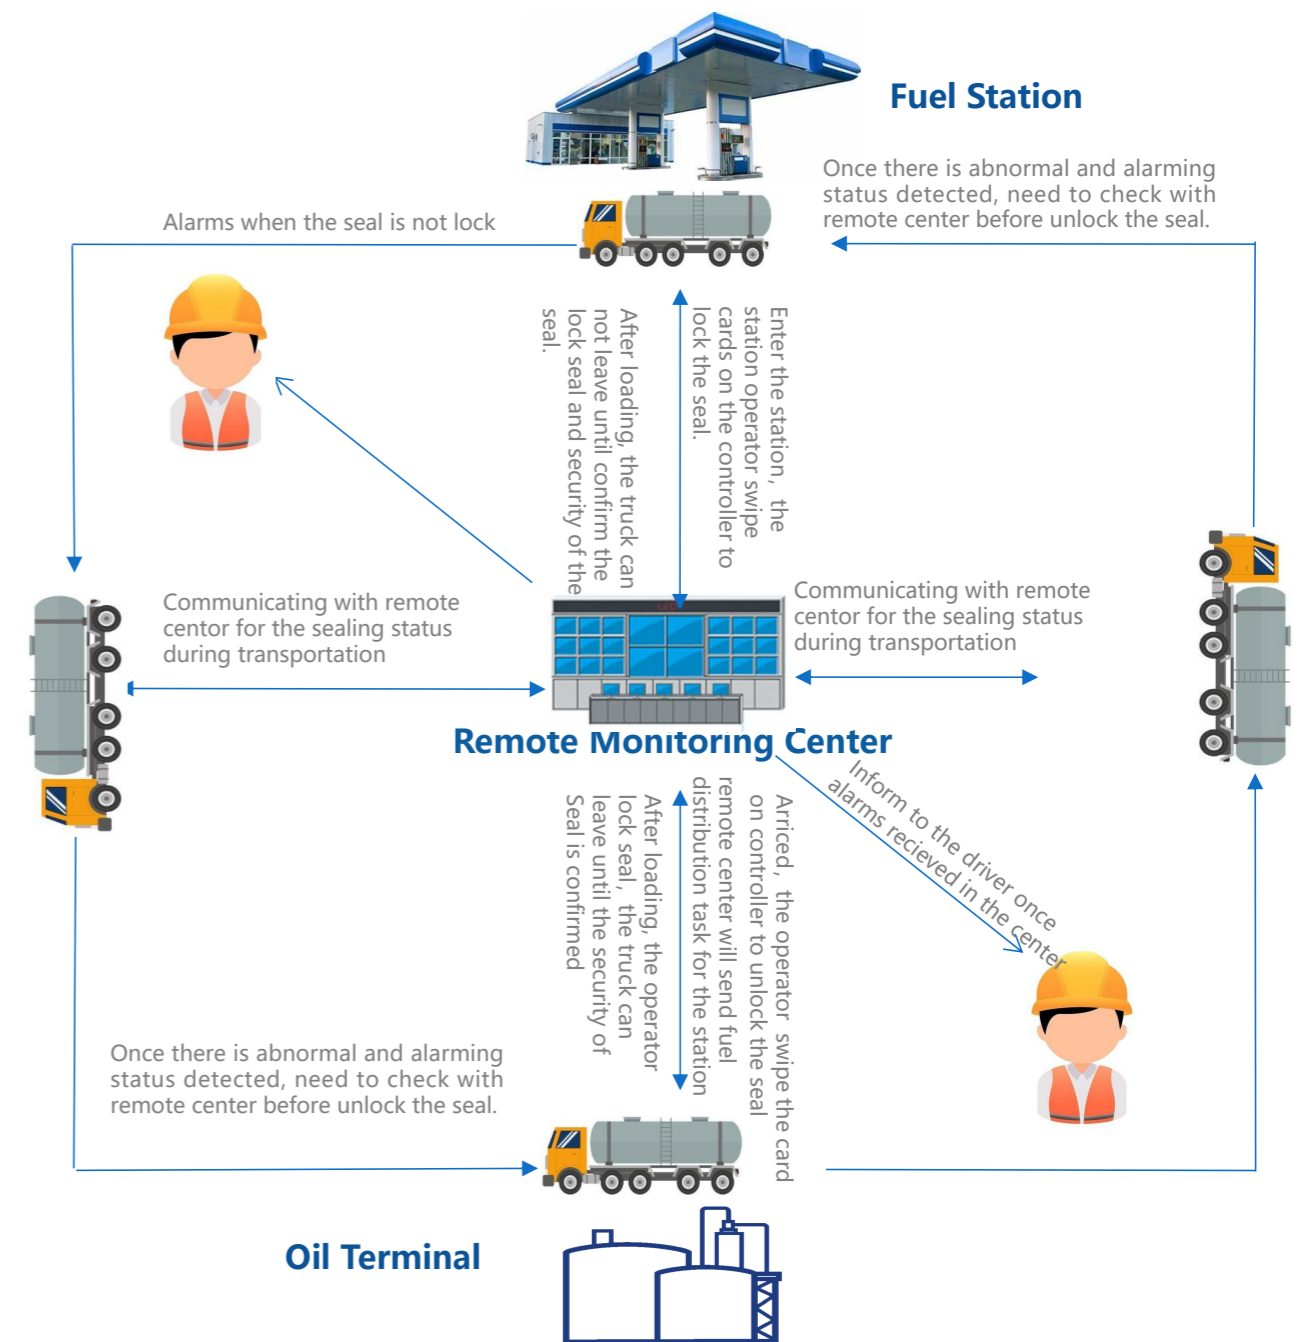 Fuel Station
Once there is abnormal and alarming
status detected, need to check with
remote center before unlock the seal.
Alarms when the seal is not lock
Enter the station, the
station operator swipe
cards on the controller to
lock the seal.
After loading, the truck can
not leave until confirm the
lock seal and security of the
seal.
Communicating with remote
centor for the sealing status
during transportation
Communicating with remote
centor for the sealing status
during transportation
Remote Monitoring Center
Inform to the driver once
alarms recieved in the center
Arriced, the operator swipe the card
on controller to unlock the seal
remote center will send fuel
distribution task for the station
After loading, the operator
lock seal, the truck can
leave until the security of
Seal is confirmed
Once there is abnormal and alarming
status detected, need to check with
remote center before unlock the seal.
Oil Terminal